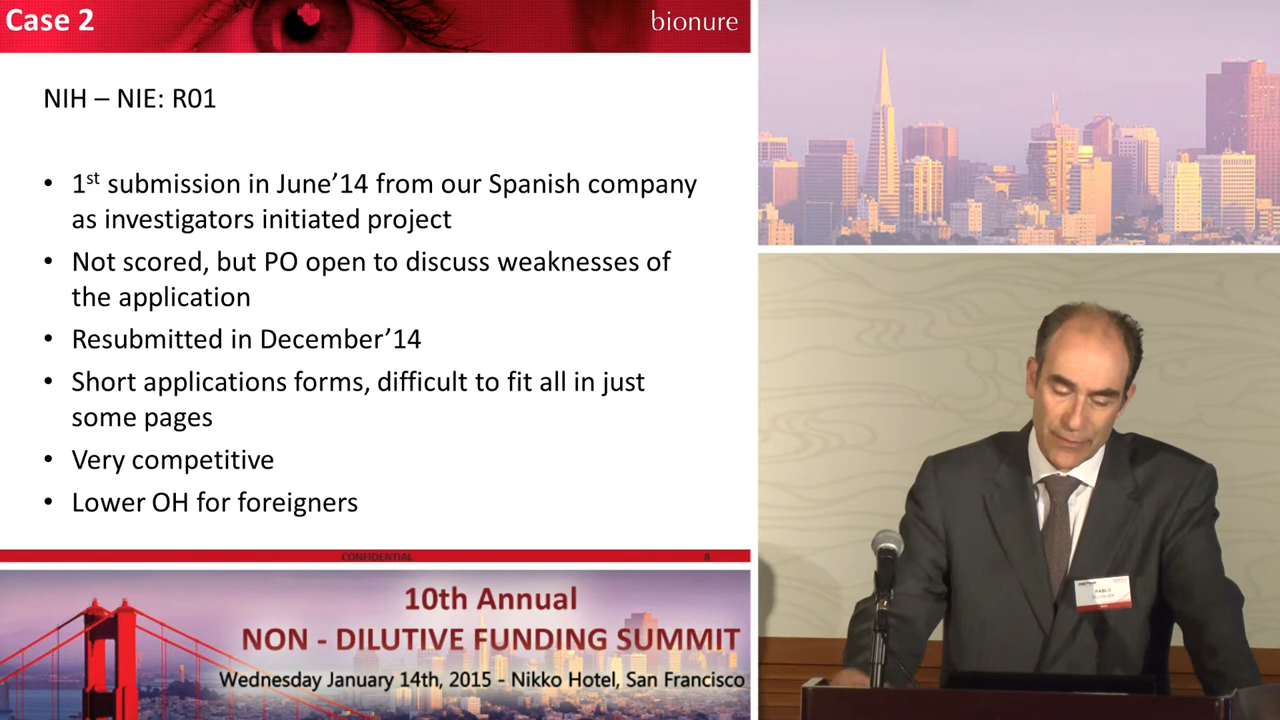 Case 2
bionure
NIH – NIE: R01
• 1st submission in June’14 from our Spanish company
as investigators initiated project
• Not scored, but PO open to discuss weaknesses of
the application
• Resubmitted in December’14
• Short applications forms, difficult to fit all in just
some pages
• Very competitive
• Lower OH for foreigners
CONFIDENTIAL
8
10th Annual
NON - DILUTIVE FUNDING SUMMIT
Wednesday January 14th, 2015 - Nikko Hotel, San Francisco
PABLO